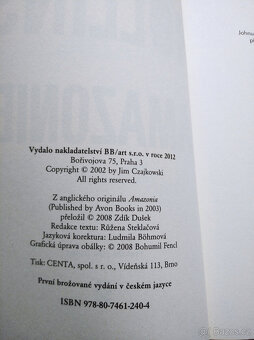 Vydalo nakladatelství BB/art s.r.o. v roce 2012
Bořivojova 75, Praha 3
Copyright © 2002 by Jim Czajkowski
All rights reserved.
Z anglického originálu Amazonia
(Published by Avon Books in 2003)
přeložil © 2008 Zdík Dušek
Redakce textu: Růžena Steklačová
Jazyková korektura: Ludmila Böhmová
Grafická úprava obálky: © 2008 Bohumil Fencl
Tisk: CENTA, spol. s r. o., Vídeňská 113, Brno
První brožované vydání v českém jazyce
ISBN 978-80-7461-240-4